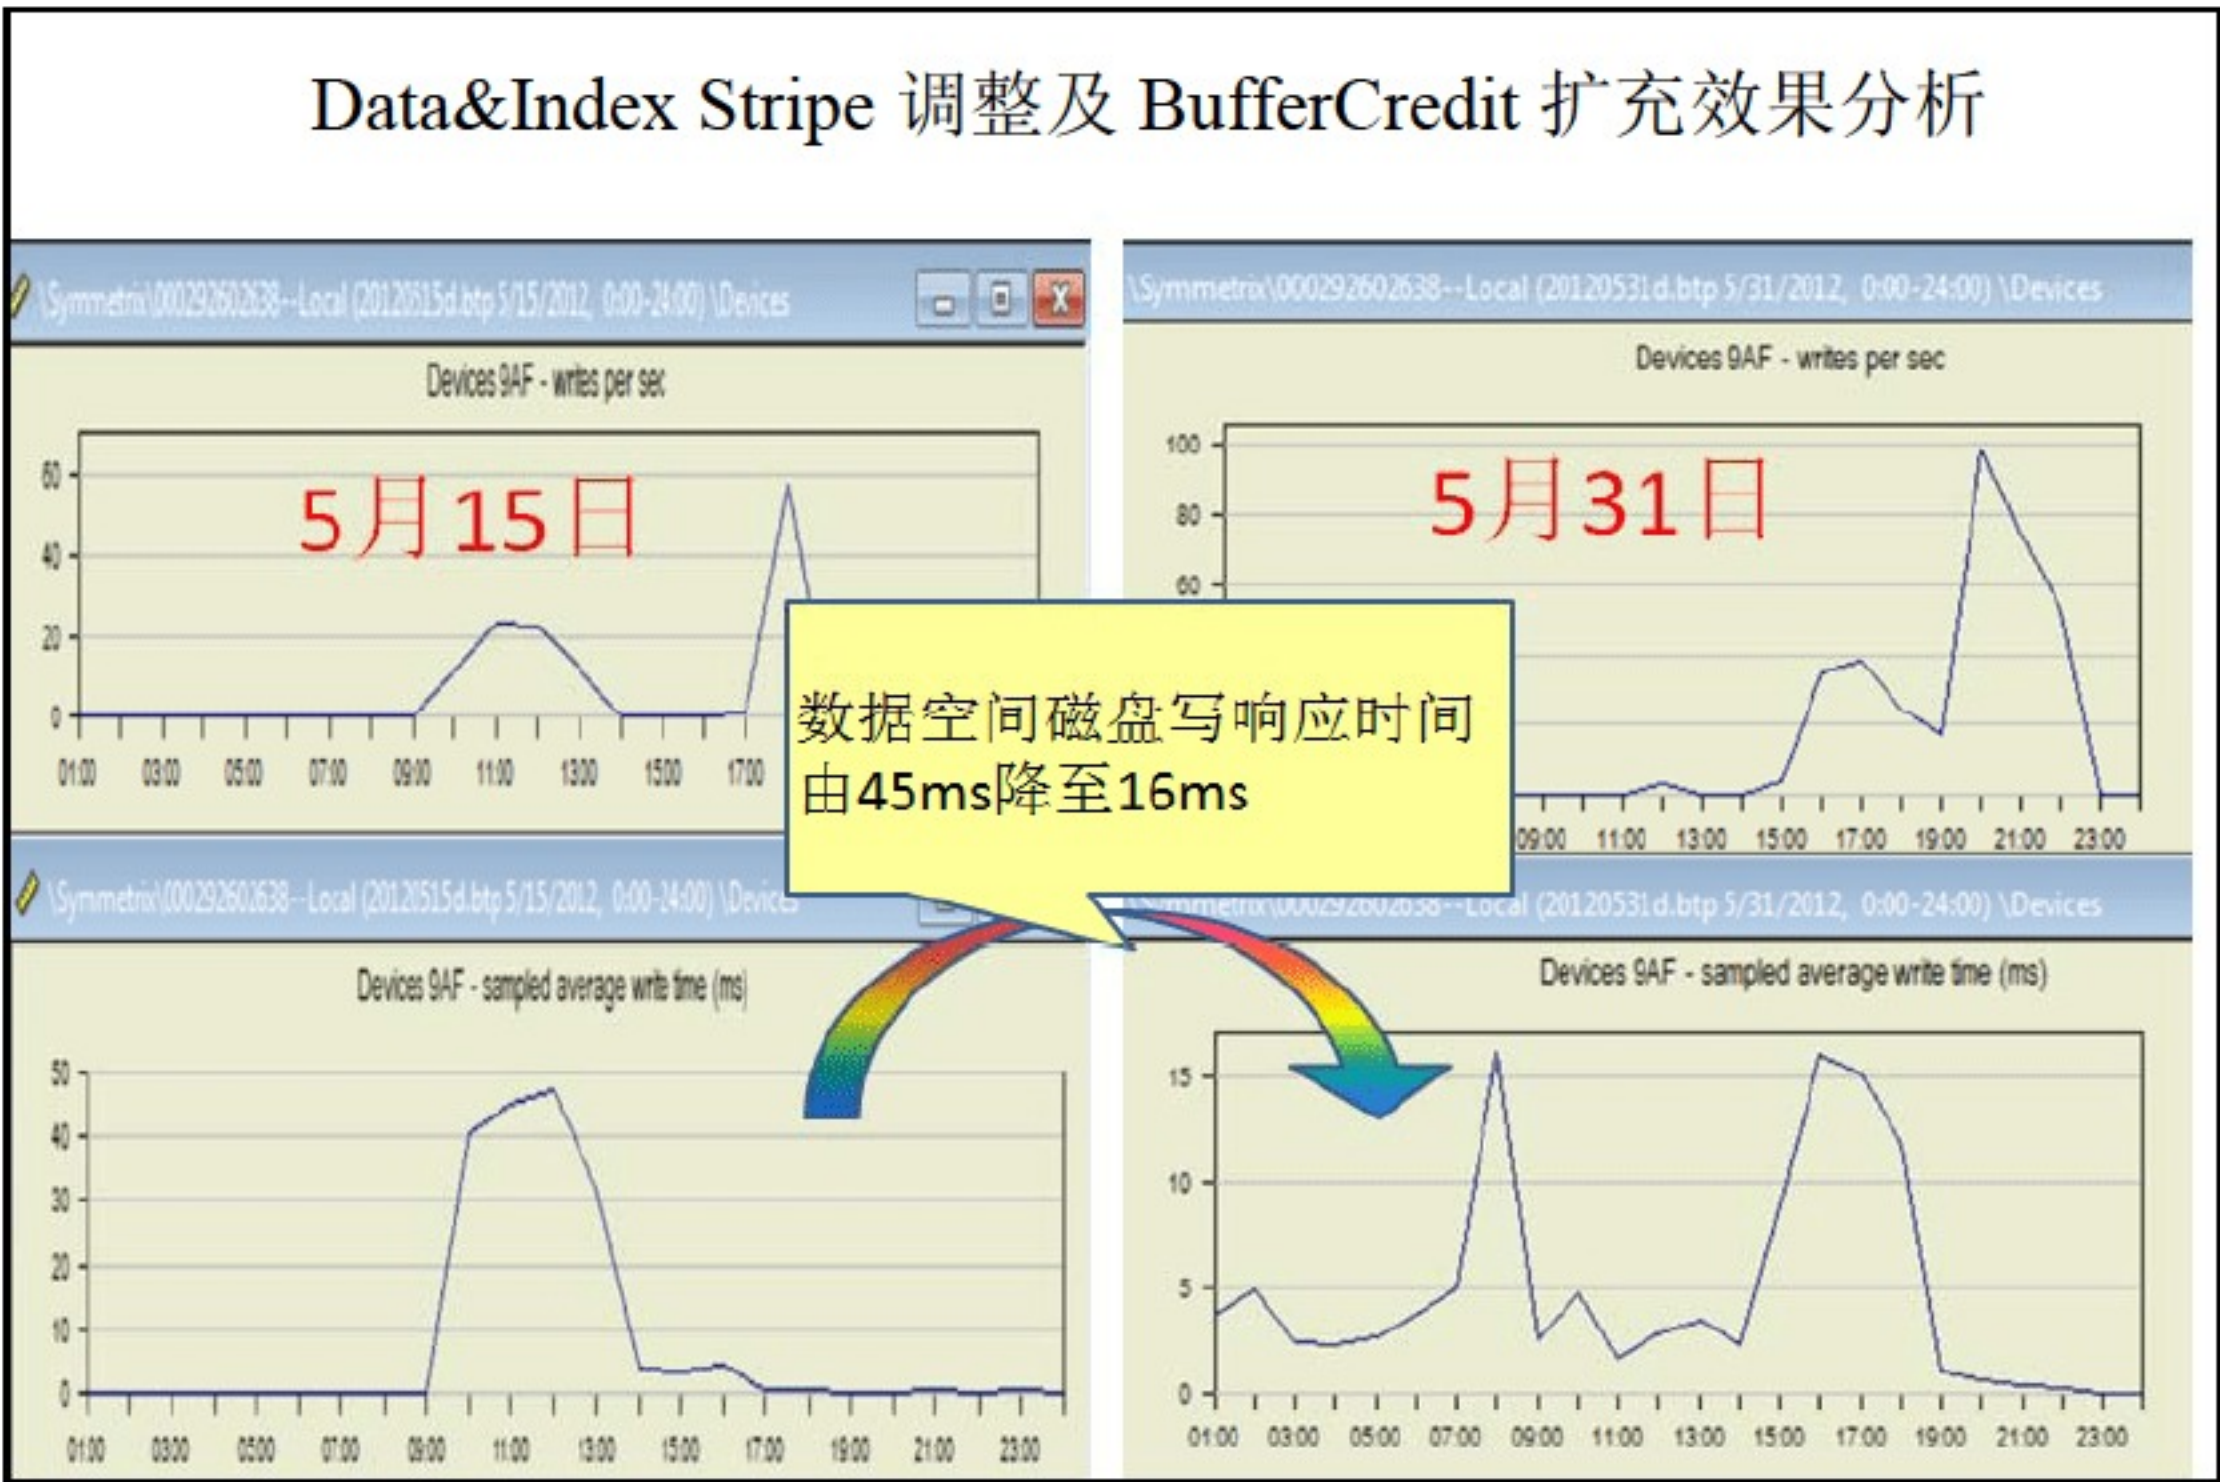 Data&Index Stripe 调整及 BufferCredit 扩充效果分析
\Symmetrix\000292602638--Local (20120515d.btp 5/15/2012, 0:00-24:00) \Devices
Devices 9AF - writes per sec
5月15日
60
40
20
0
01:00 03:00 05:00 07:00 09:00 11:00 13:00 15:00 17:00
\Symmetrix\000292602638--Local (20120531d.btp 5/31/2012, 0:00-24:00) \Devices
Devices 9AF - writes per sec
5月31日
100
80
60
09:00 11:00 13:00 15:00 17:00 19:00 21:00 23:00
数据空间磁盘写响应时间
由45ms降至16ms
\Symmetrix\000292602638--Local (20120515d.btp 5/15/2012, 0:00-24:00) \Devices
Devices 9AF - sampled average write time (ms)
50
40
30
20
10
0
01:00 03:00 05:00 07:00 09:00 11:00 13:00 15:00 17:00 19:00 21:00 23:00
\Symmetrix\000292602638--Local (20120531d.btp 5/31/2012, 0:00-24:00) \Devices
Devices 9AF - sampled average write time (ms)
15
10
5
0
01:00 03:00 05:00 07:00 09:00 11:00 13:00 15:00 17:00 19:00 21:00 23:00